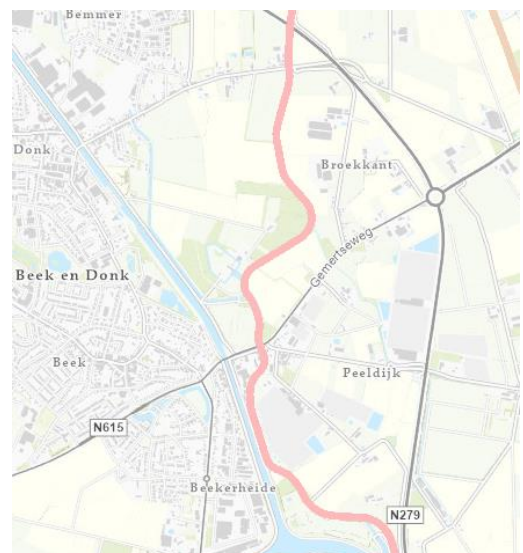 Bemmer
Donk
Broekkant
Gemertseweg
Beek en Donk
Beek
Peeldijk
N615
Beekerheide
N279